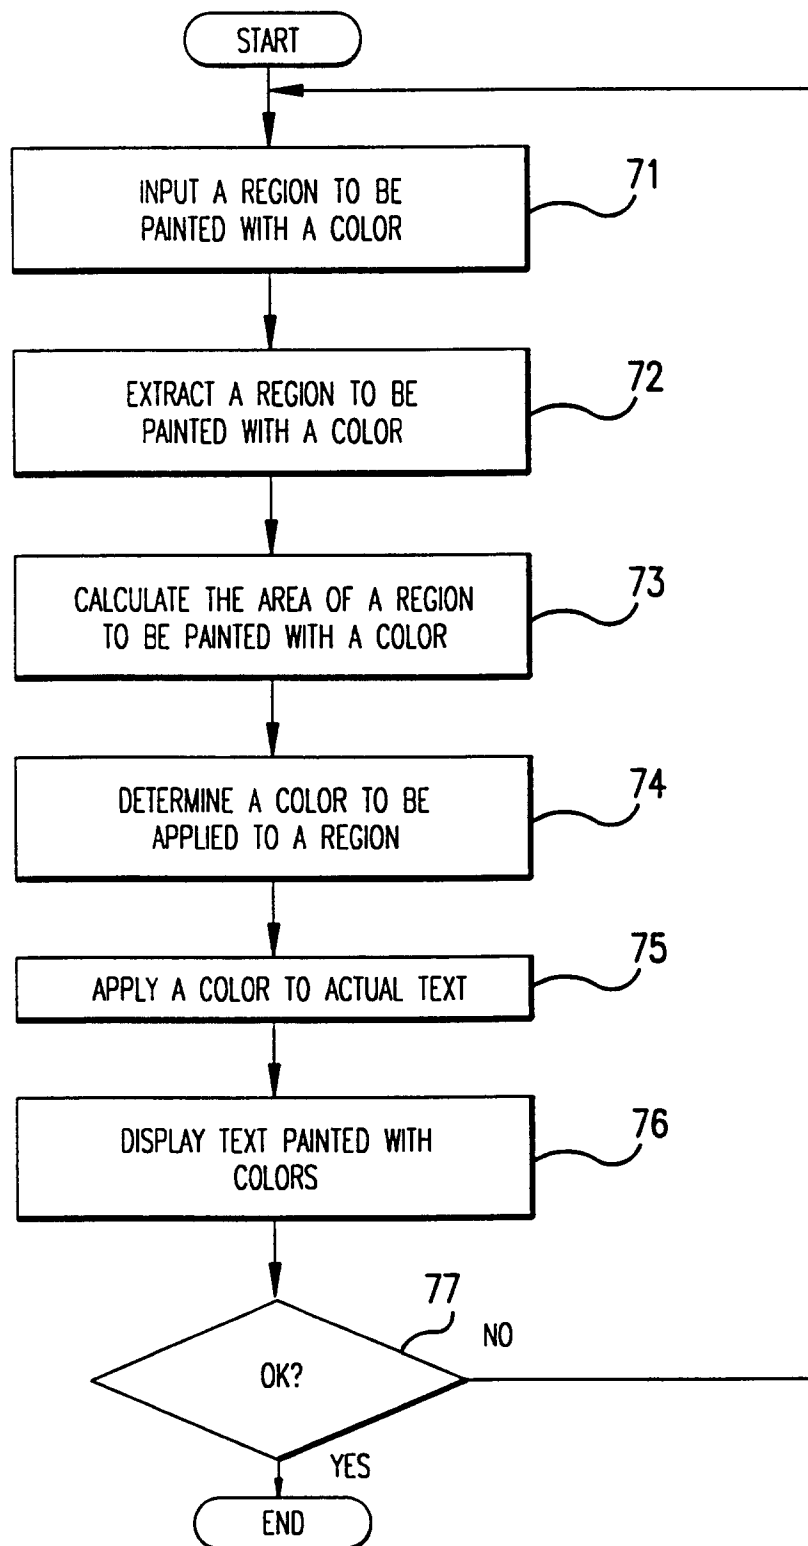 START
INPUT A REGION TO BE
PAINTED WITH A COLOR
71
EXTRACT A REGION TO BE
PAINTED WITH A COLOR
72
CALCULATE THE AREA OF A REGION
TO BE PAINTED WITH A COLOR
73
DETERMINE A COLOR TO BE
APPLIED TO A REGION
74
APPLY A COLOR TO ACTUAL TEXT
75
DISPLAY TEXT PAINTED WITH
COLORS
76
77
OK?
NO
YES
END